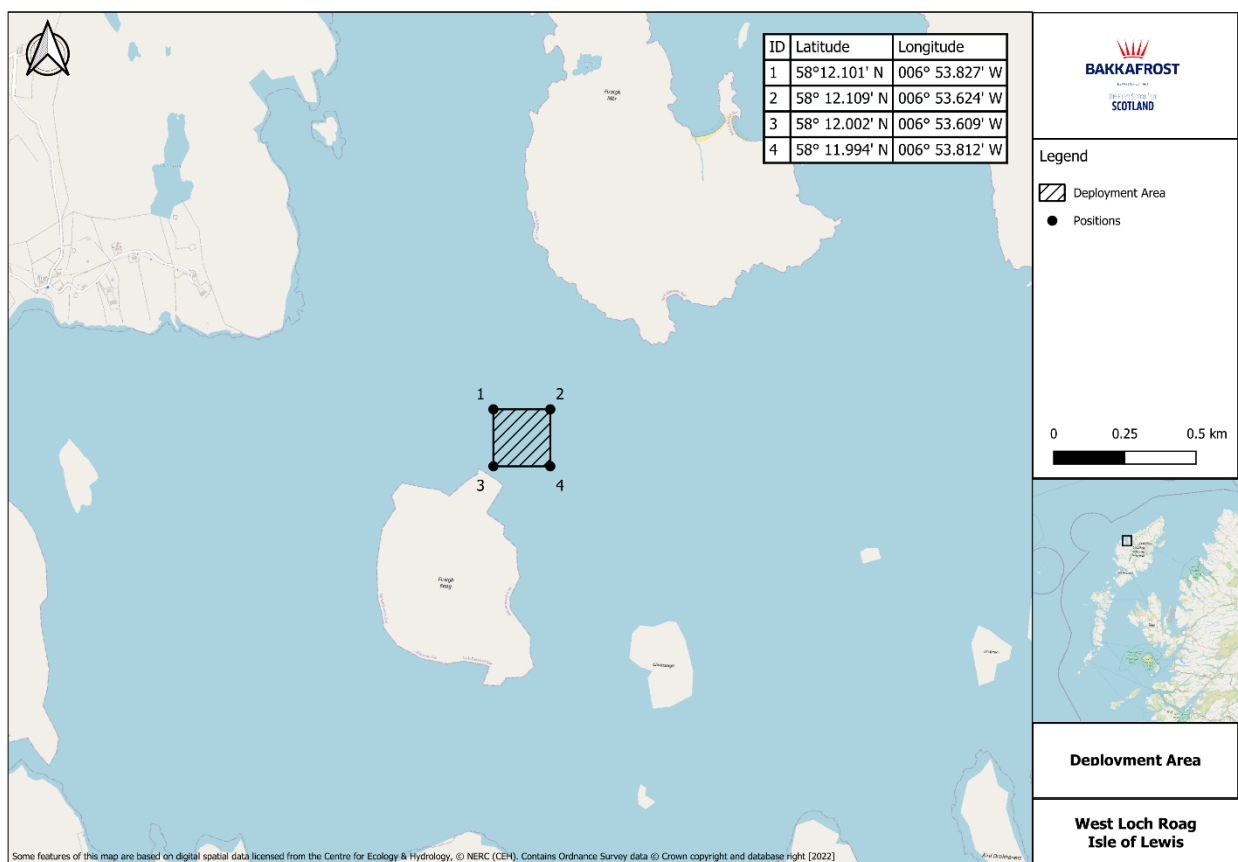 ID Latitude Longitude
1 58°12.101' N 006° 53.827' W
2 58° 12.109' N 006° 53.624' W
3 58° 12.002' N 006° 53.609' W
4 58° 11.994' N 006° 53.812' W
1 2
3 4
BAKKAFROST
SCOTLAND
Legend
Deployment Area
Positions
0 0.25 0.5 km
Deployment Area
West Loch Roag
Isle of Lewis
Some features of this map are based on digital spatial data licensed from the Centre for Ecology & Hydrology, © NERC (CEH). Contains Ordnance Survey data © Crown copyright and database right [2022]